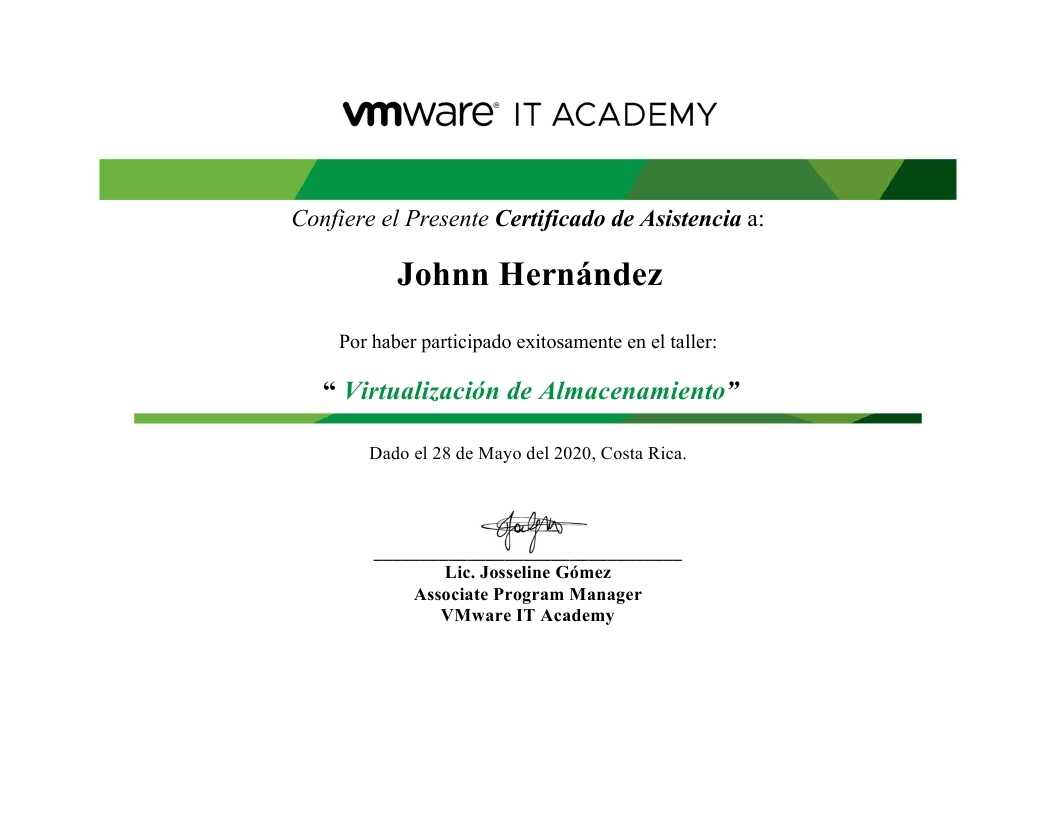 vmware® IT ACADEMY
Confiere el Presente Certificado de Asistencia a:
Johnn Hernández
Por haber participado exitosamente en el taller:
“ Virtualización de Almacenamiento”
Dado el 28 de Mayo del 2020, Costa Rica.
Lic. Josseline Gómez
Associate Program Manager
VMware IT Academy